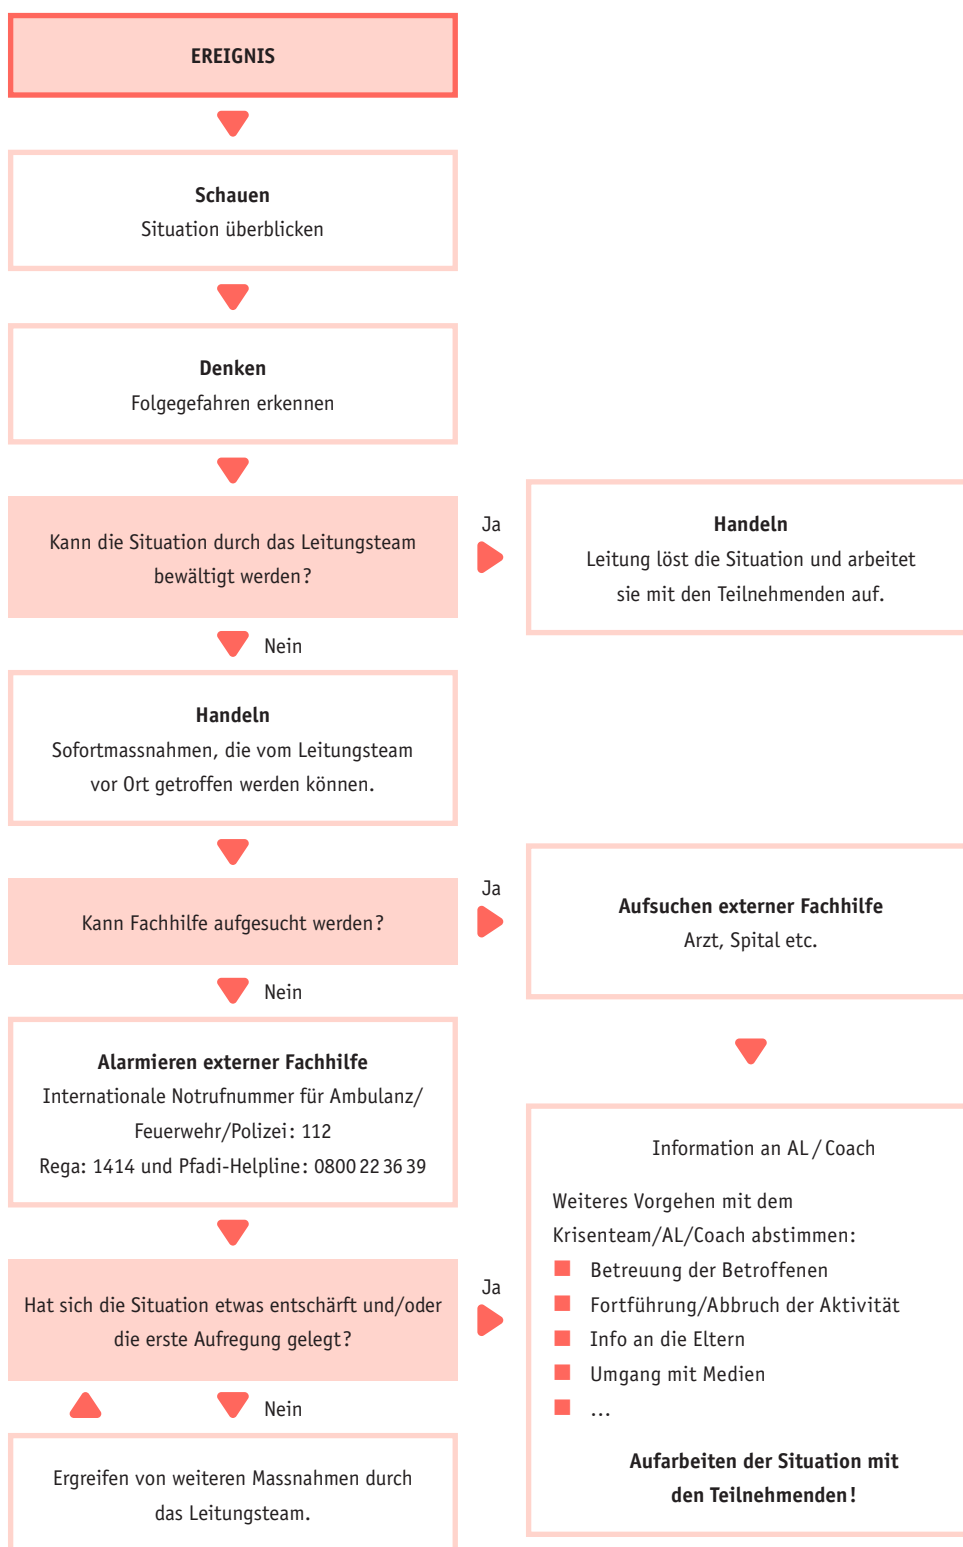 EREIGNIS
Schauen
Situation überblicken
Denken
Folgegefahren erkennen
Kann die Situation durch das Leitungsteam
bewältigt werden?
Ja
Handeln
Leitung löst die Situation und arbeitet
sie mit den Teilnehmenden auf.
Nein
Handeln
Sofortmassnahmen, die vom Leitungsteam
vor Ort getroffen werden können.
Kann Fachhilfe aufgesucht werden?
Ja
Aufsuchen externer Fachhilfe
Arzt, Spital etc.
Nein
Alarmieren externer Fachhilfe
Internationale Notrufnummer für Ambulanz/
Feuerwehr/Polizei: 112
Rega: 1414 und Pfadi-Helpline: 0800 22 36 39
Hat sich die Situation etwas entschärft und/oder
die erste Aufregung gelegt?
Ja
Information an AL / Coach
Weiteres Vorgehen mit dem
Krisenteam/AL/Coach abstimmen:
Betreuung der Betroffenen
Fortführung/Abbruch der Aktivität
Info an die Eltern
Umgang mit Medien
...
Aufarbeiten der Situation mit
den Teilnehmenden!
Nein
Ergreifen von weiteren Massnahmen durch
das Leitungsteam.